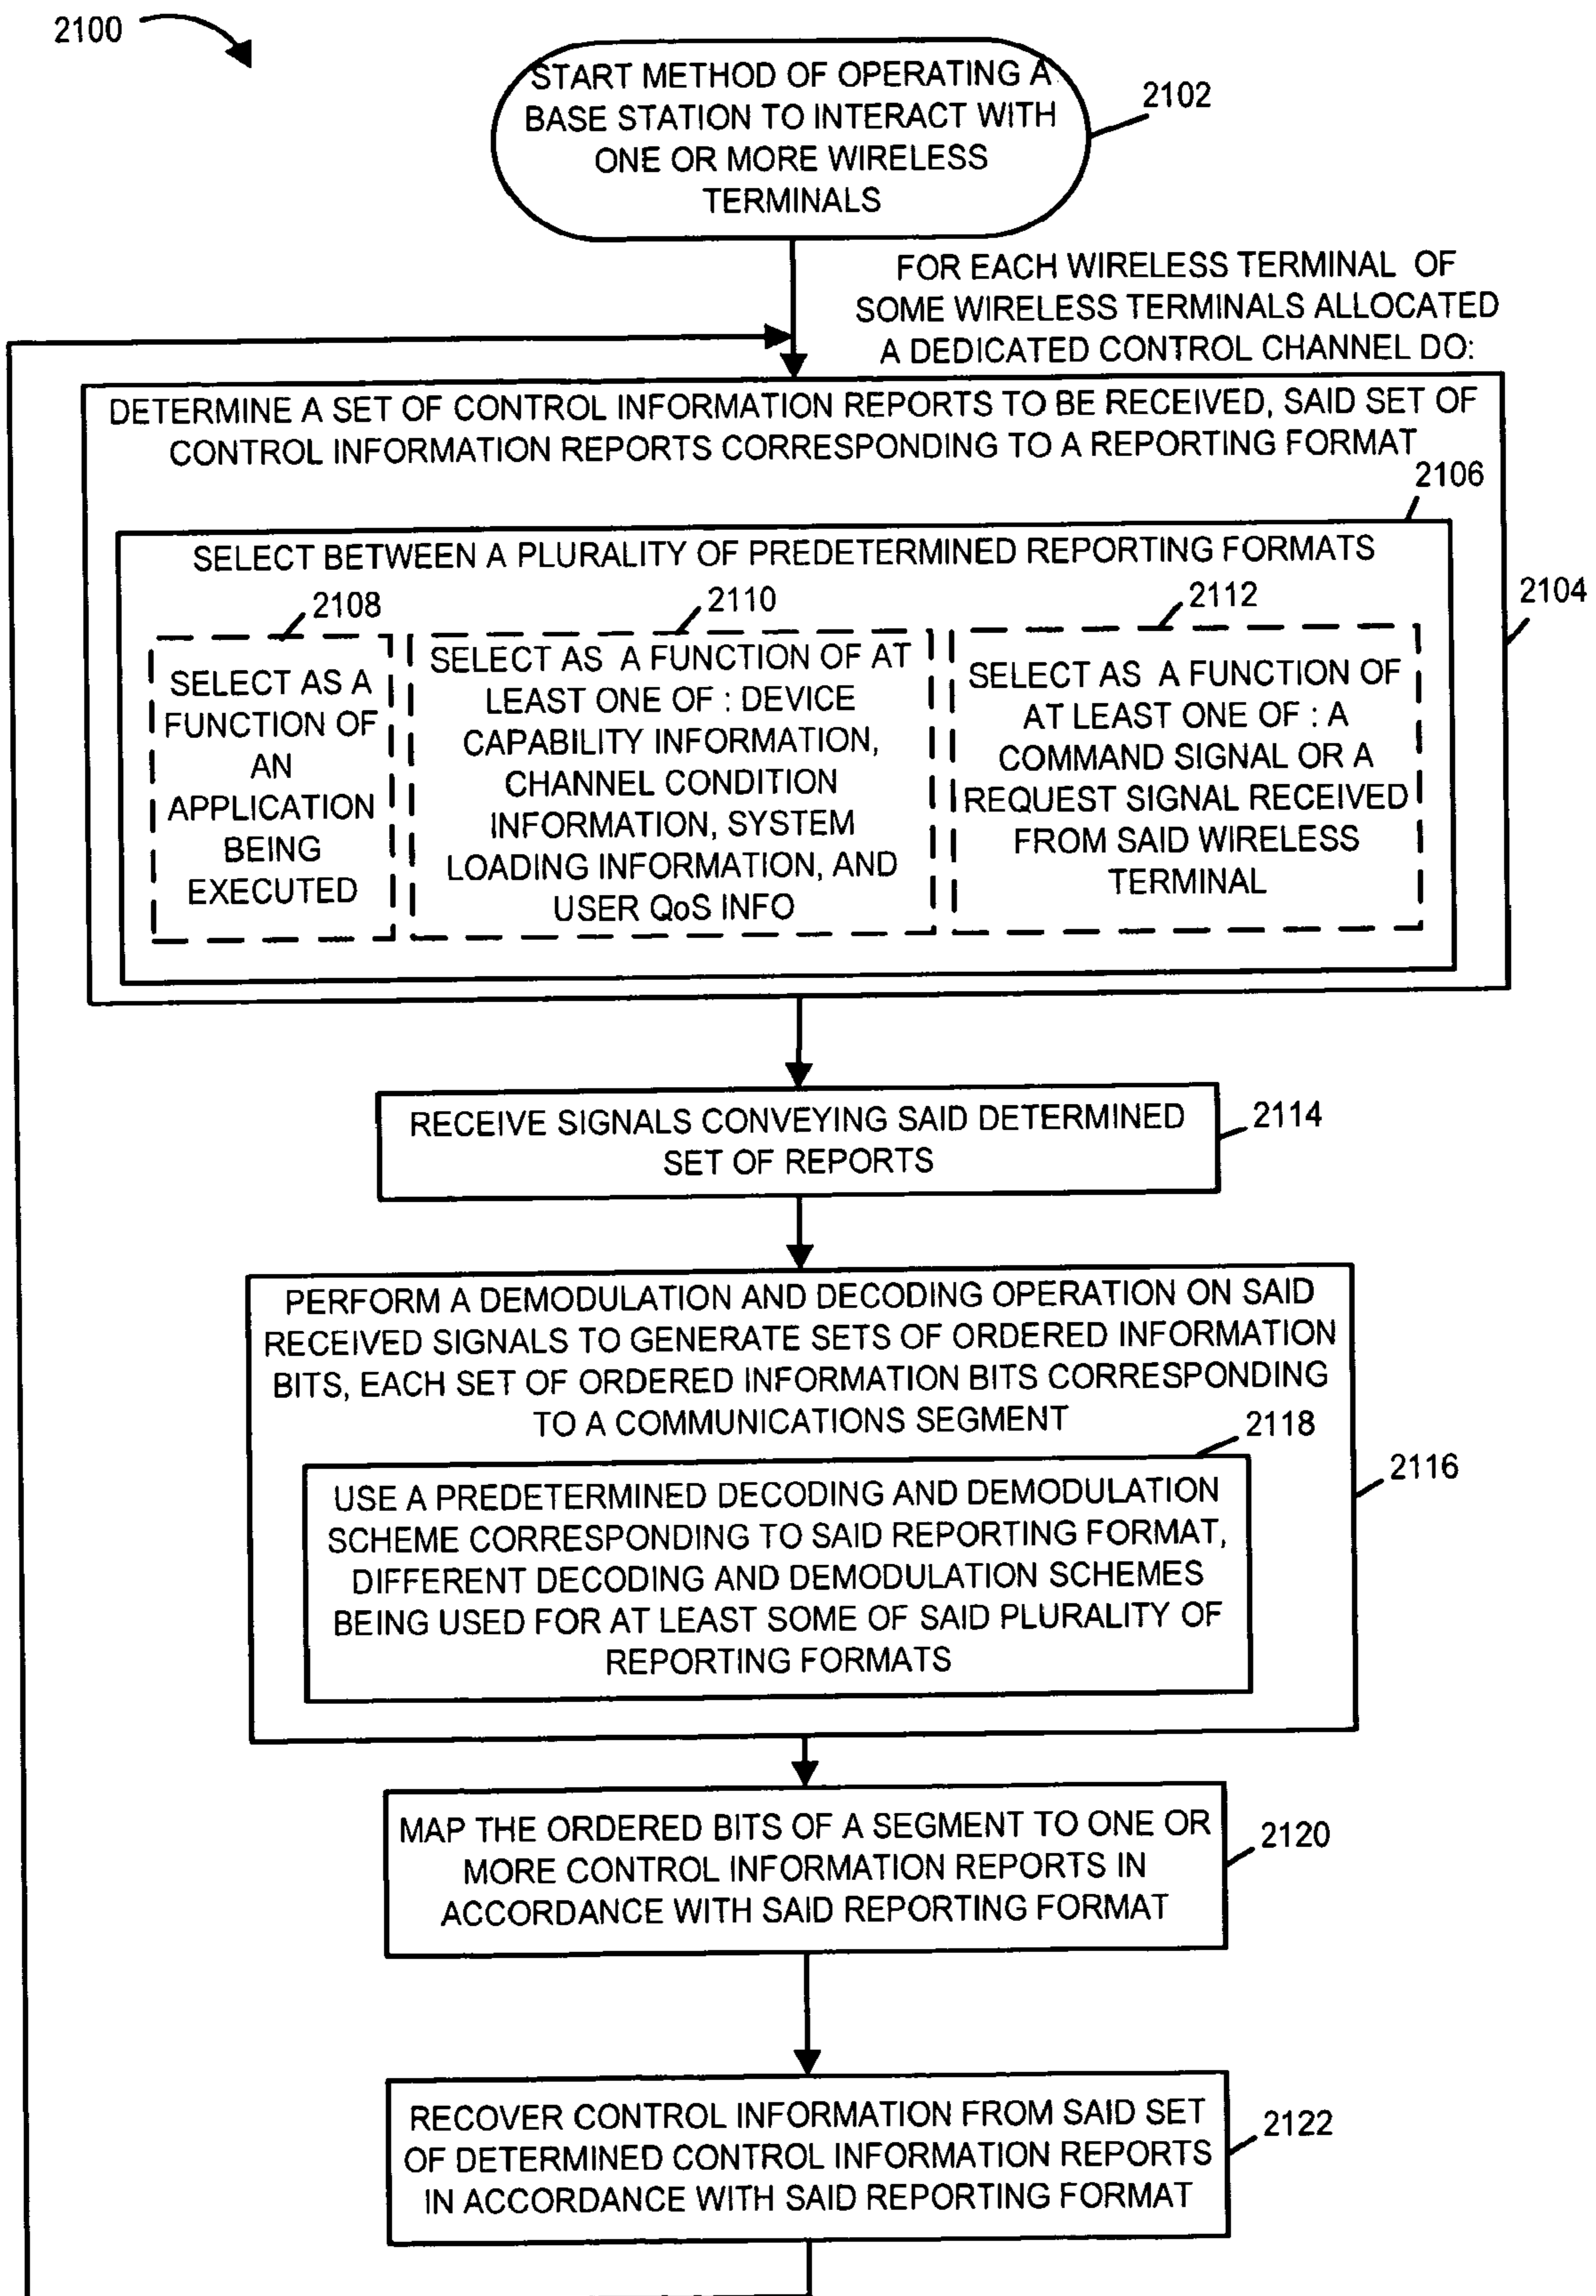 2100
START METHOD OF OPERATING A
BASE STATION TO INTERACT WITH
ONE OR MORE WIRELESS
TERMINALS
2102
FOR EACH WIRELESS TERMINAL OF
SOME WIRELESS TERMINALS ALLOCATED
A DEDICATED CONTROL CHANNEL DO:
DETERMINE A SET OF CONTROL INFORMATION REPORTS TO BE RECEIVED, SAID SET OF
CONTROL INFORMATION REPORTS CORRESPONDING TO A REPORTING FORMAT
2106
SELECT BETWEEN A PLURALITY OF PREDETERMINED REPORTING FORMATS
2104
2108
SELECT AS A
FUNCTION OF
AN
APPLICATION
BEING
EXECUTED
2110
SELECT AS A FUNCTION OF AT
LEAST ONE OF : DEVICE
CAPABILITY INFORMATION,
CHANNEL CONDITION
INFORMATION, SYSTEM
LOADING INFORMATION, AND
USER QoS INFO
2112
SELECT AS A FUNCTION OF
AT LEAST ONE OF : A
COMMAND SIGNAL OR A
REQUEST SIGNAL RECEIVED
FROM SAID WIRELESS
TERMINAL
RECEIVE SIGNALS CONVEYING SAID DETERMINED
SET OF REPORTS
2114
PERFORM A DEMODULATION AND DECODING OPERATION ON SAID
RECEIVED SIGNALS TO GENERATE SETS OF ORDERED INFORMATION
BITS, EACH SET OF ORDERED INFORMATION BITS CORRESPONDING
TO A COMMUNICATIONS SEGMENT
2118
2116
USE A PREDETERMINED DECODING AND DEMODULATION
SCHEME CORRESPONDING TO SAID REPORTING FORMAT,
DIFFERENT DECODING AND DEMODULATION SCHEMES
BEING USED FOR AT LEAST SOME OF SAID PLURALITY OF
REPORTING FORMATS
MAP THE ORDERED BITS OF A SEGMENT TO ONE OR
MORE CONTROL INFORMATION REPORTS IN
ACCORDANCE WITH SAID REPORTING FORMAT
2120
RECOVER CONTROL INFORMATION FROM SAID SET
OF DETERMINED CONTROL INFORMATION REPORTS
IN ACCORDANCE WITH SAID REPORTING FORMAT
2122